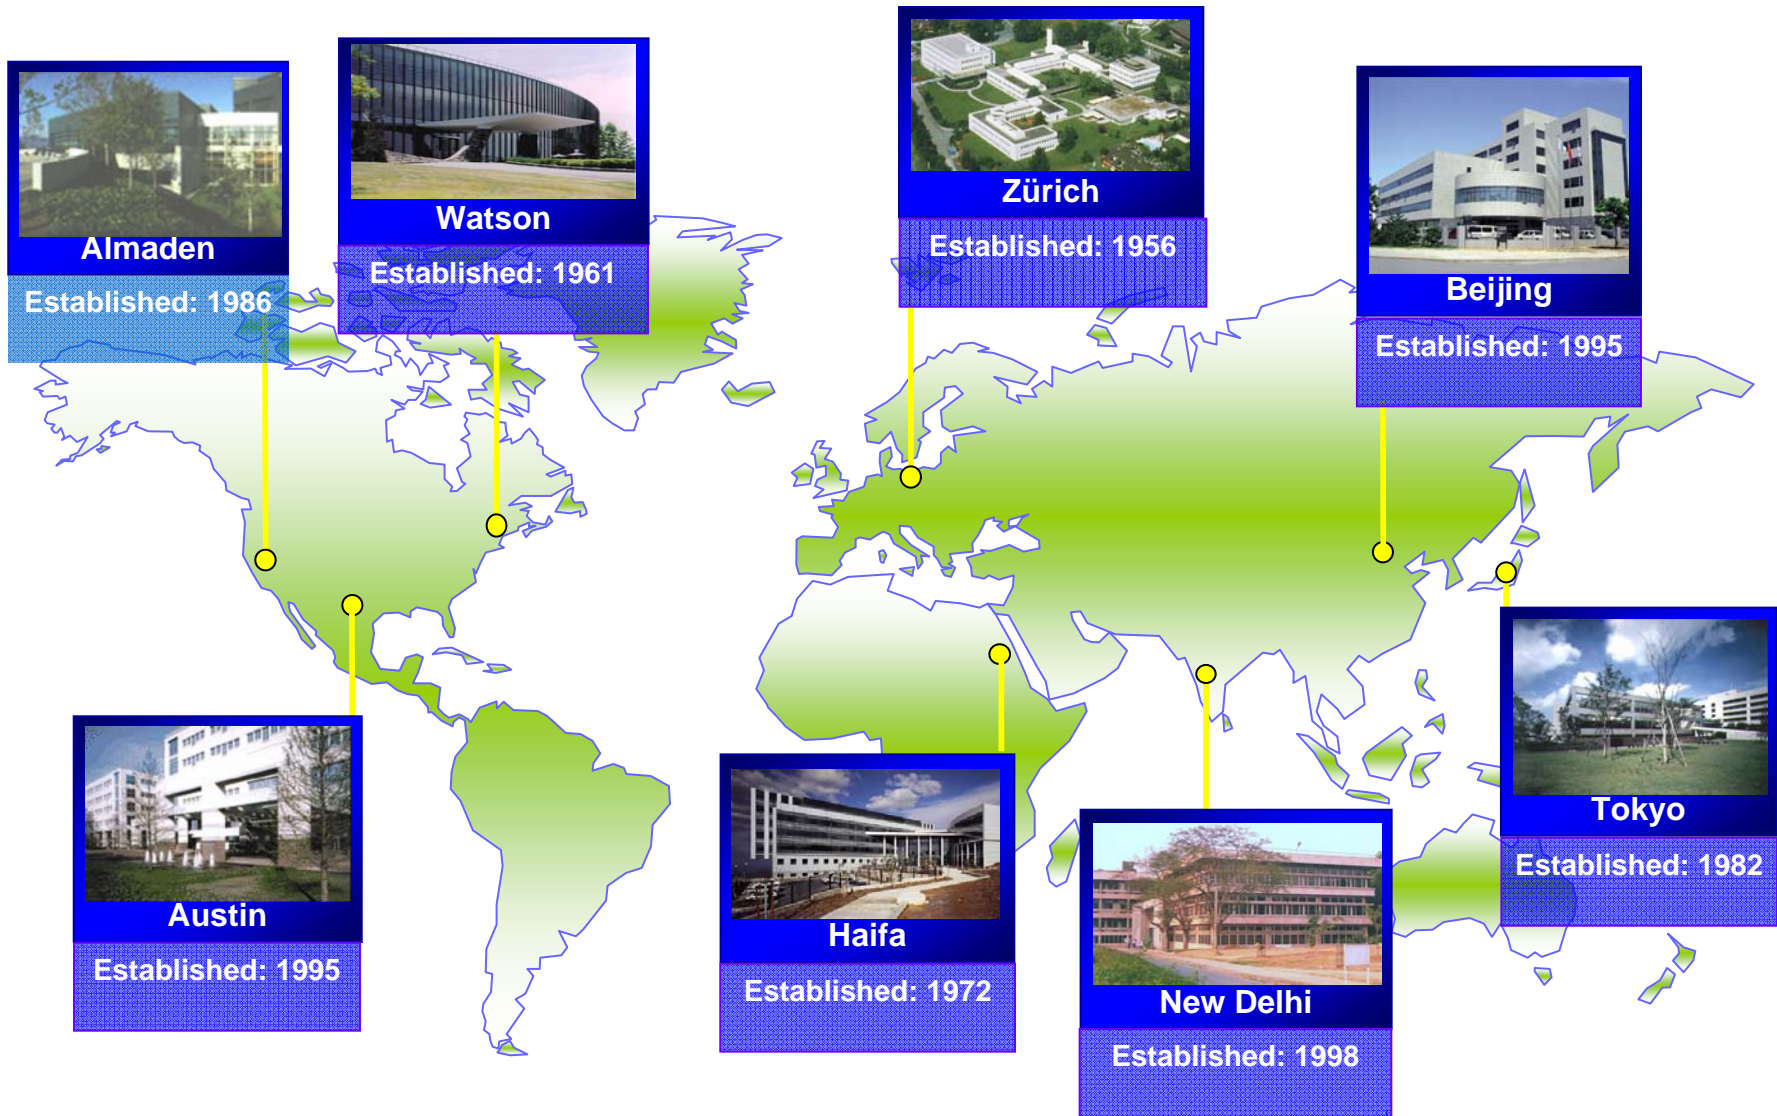 Almaden
Established: 1986
Watson
Established: 1961
Zürich
Established: 1956
Beijing
Established: 1995
Austin
Established: 1995
Haifa
Established: 1972
New Delhi
Established: 1998
Tokyo
Established: 1982